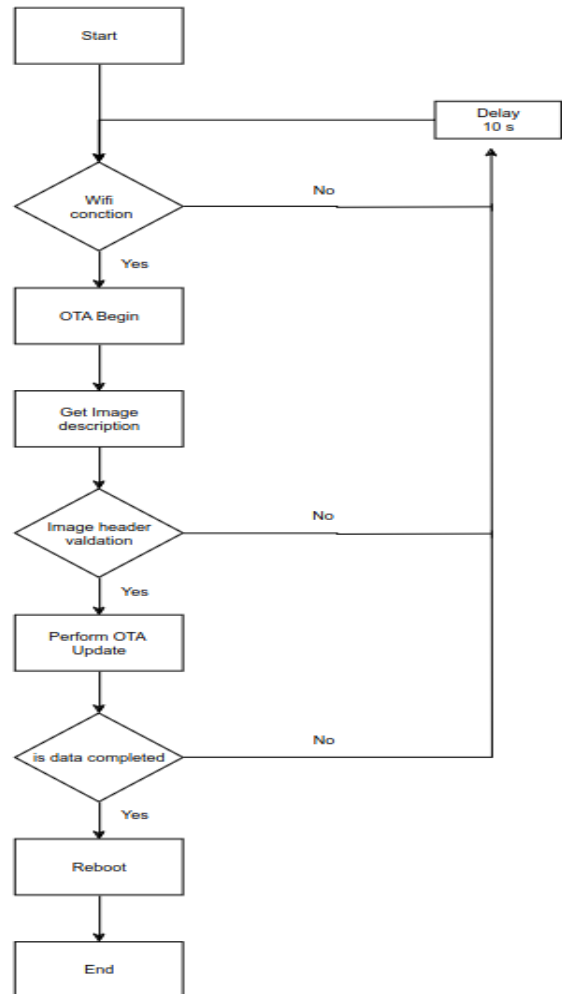 Start
Delay
10 s
Wifi
conction
No
Yes
OTA Begin
Get Image
description
Image header
valdation
No
Yes
Perform OTA
Update
is data completed
No
Yes
Reboot
End